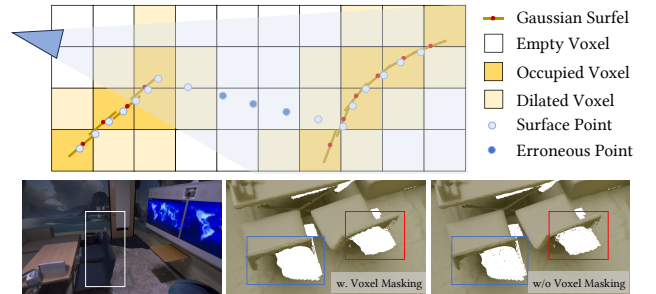 Gaussian Surfel
Empty Voxel
Occupied Voxel
Dilated Voxel
Surface Point
Erroneous Point
w. Voxel Masking
w/o Voxel Masking